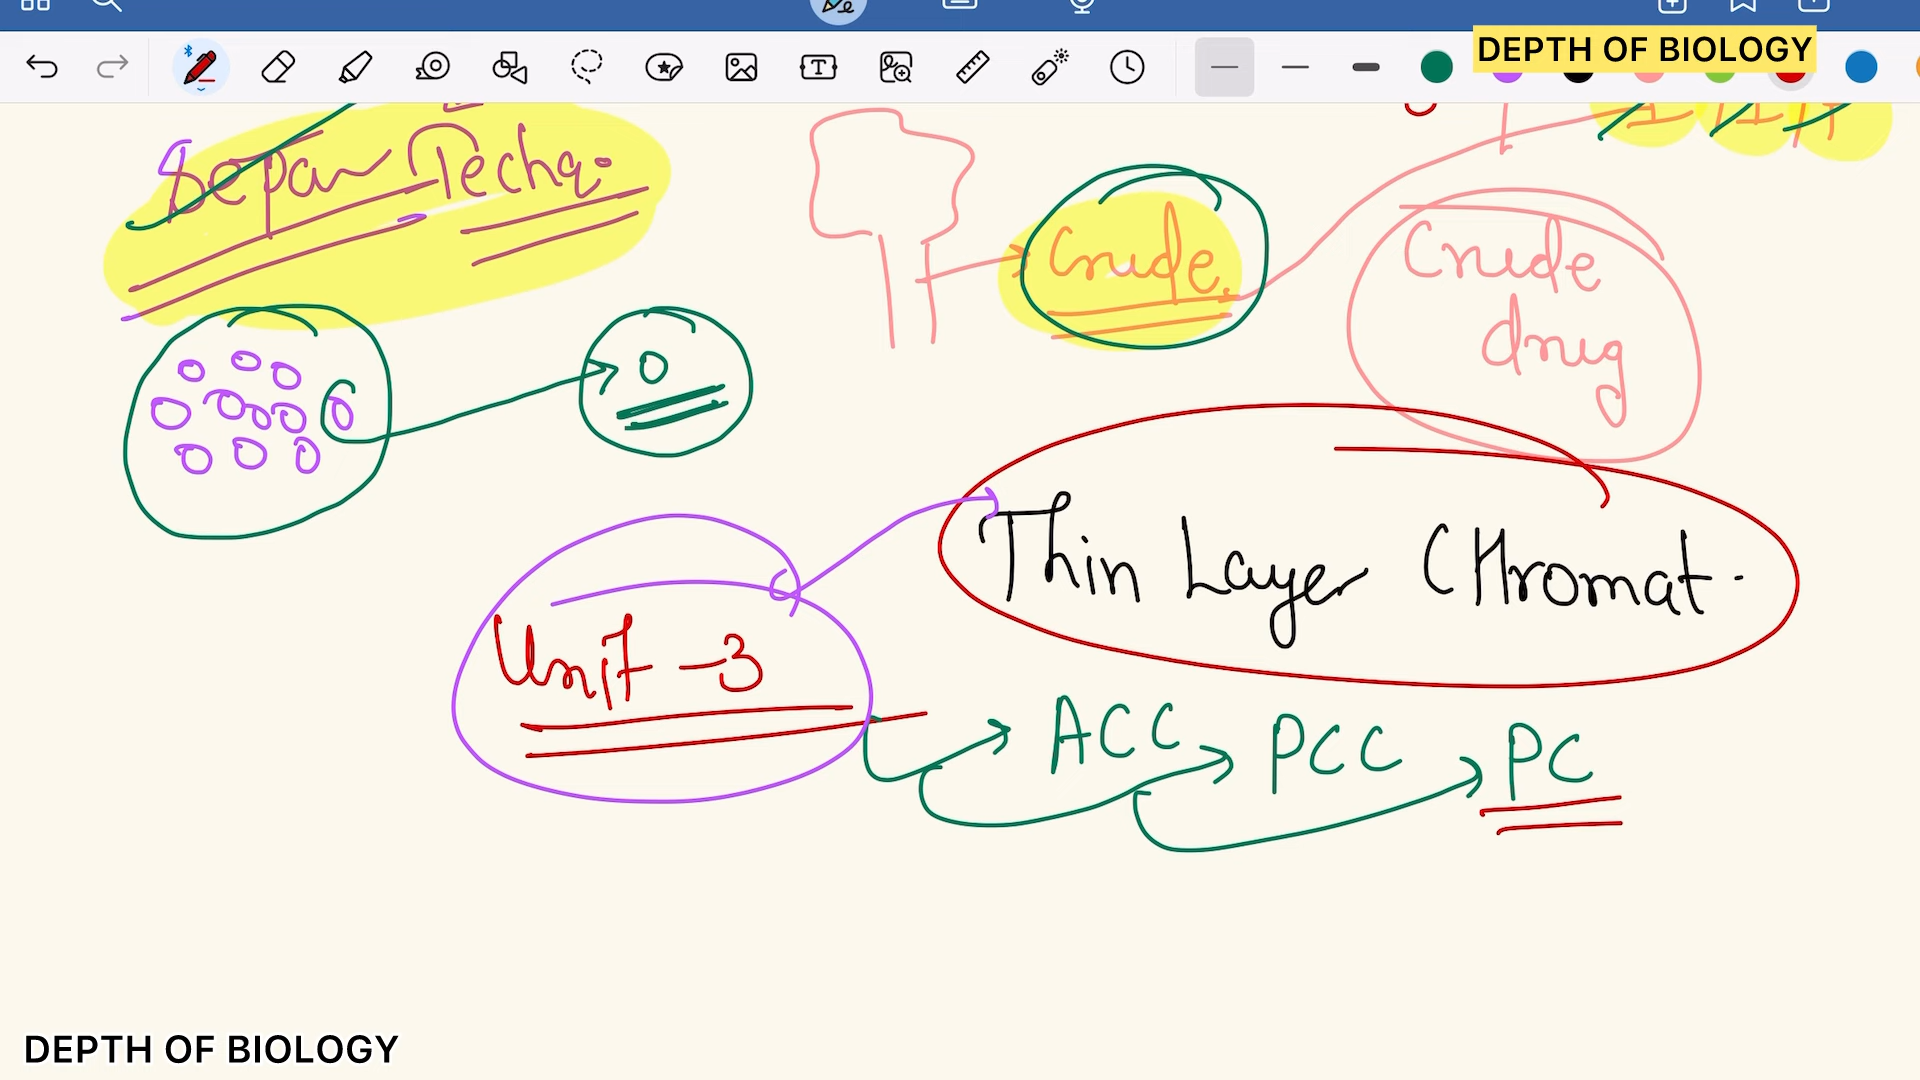 DEPTH OF BIOLOGY
Separ Techq.
Crude
Crude
drug
Thin Layer CHromat.
Unit -3
ACC
PCC
PC
DEPTH OF BIOLOGY